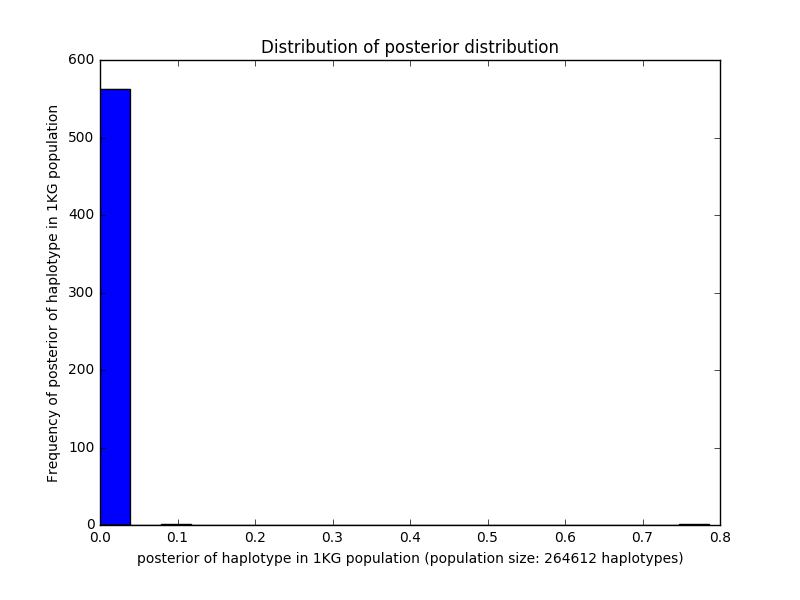 Distribution of posterior distribution
600
500
400
300
200
100
0
Frequency of posterior of haplotype in 1KG population
0.0 0.1 0.2 0.3 0.4 0.5 0.6 0.7 0.8
posterior of haplotype in 1KG population (population size: 264612 haplotypes)